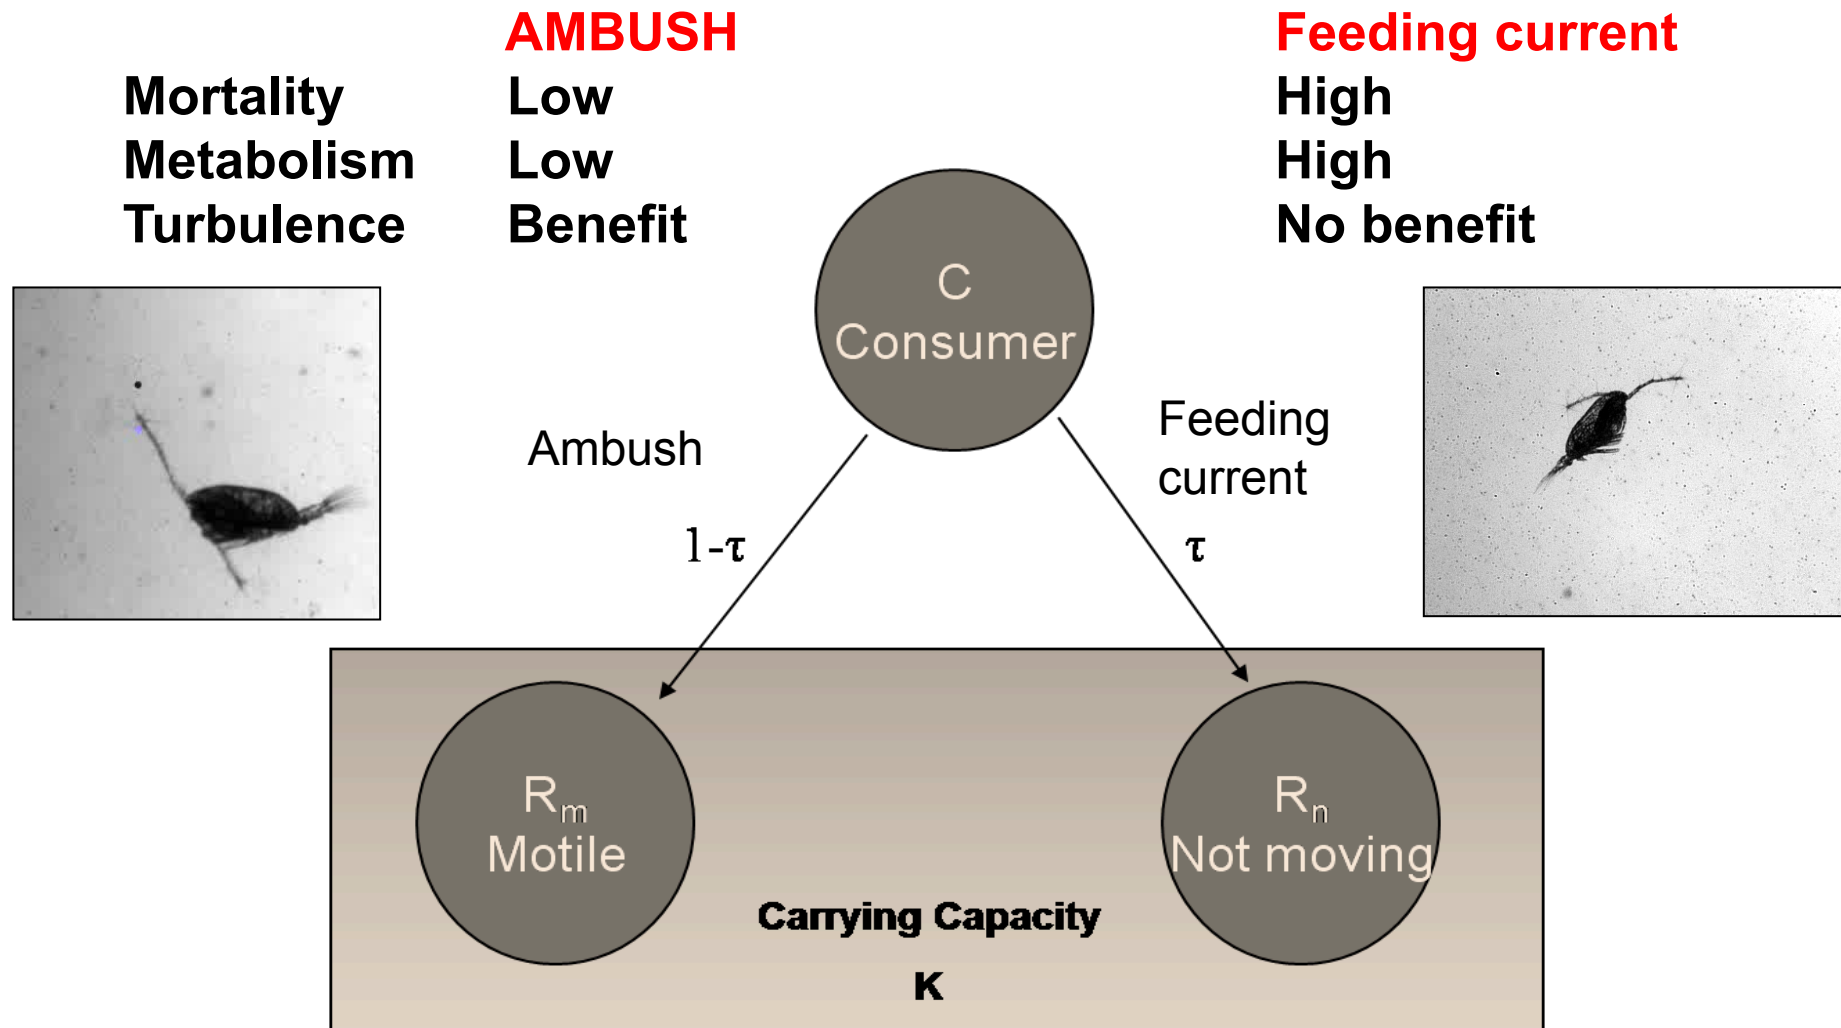 AMBUSH Feeding current
Mortality Low High
Metabolism Low High
Turbulence Benefit No benefit
C
Consumer
Ambush
Feeding
current
1-τ
τ
Rm
Motile
Rn
Not moving
Carrying Capacity
K